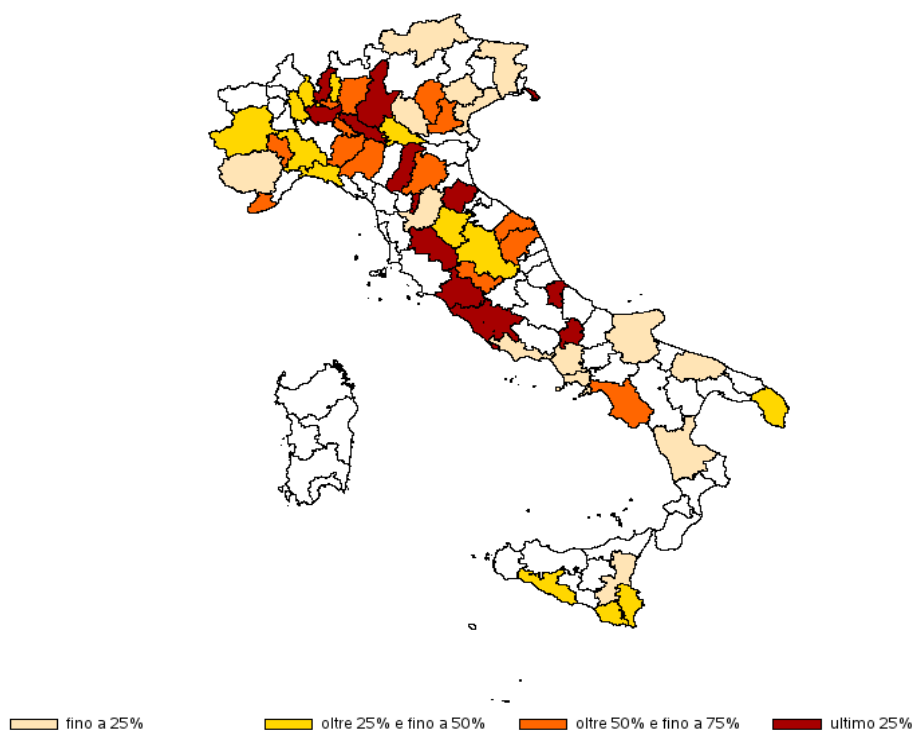 fino a 25%
oltre 25% e fino a 50%
oltre 50% e fino a 75%
ultimo 25%